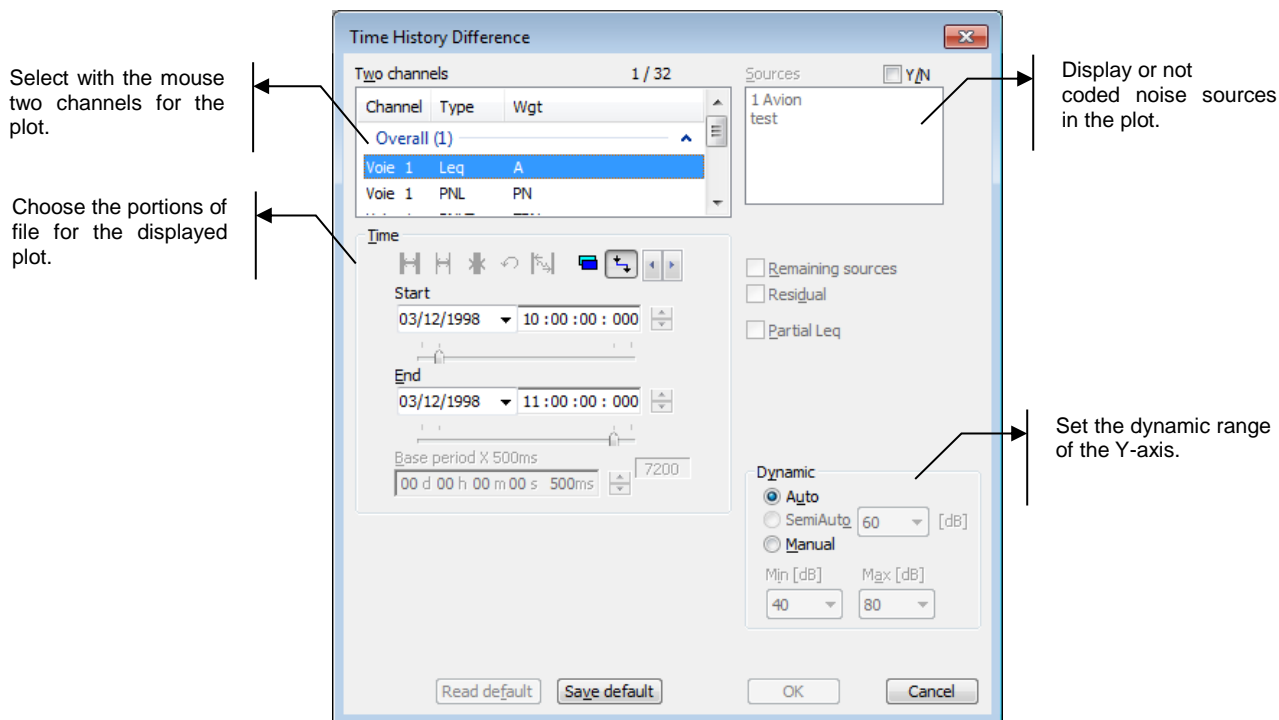 Time History Difference
Select with the mouse
two channels for the
plot.
Two channels 1 / 32
Channel Type Wgt
Overall (1)
Voie 1 Leq A
Voie 1 PNL PN
Sources Y/N
1 Avion
test
Display or not
coded noise sources
in the plot.
Choose the portions of
file for the displayed
plot.
Time
Start
03/12/1998 10 :00 :00 : 000
End
03/12/1998 11 :00 :00 : 000
Base period X 500ms
00 d 00 h 00 m 00 s 500ms
7200
Remaining sources
Residual
Partial Leq
Set the dynamic range
of the Y-axis.
Dynamic
Auto
SemiAuto 60 [dB]
Manual
Min [dB] Max [dB]
40 80
Read default Save default OK Cancel